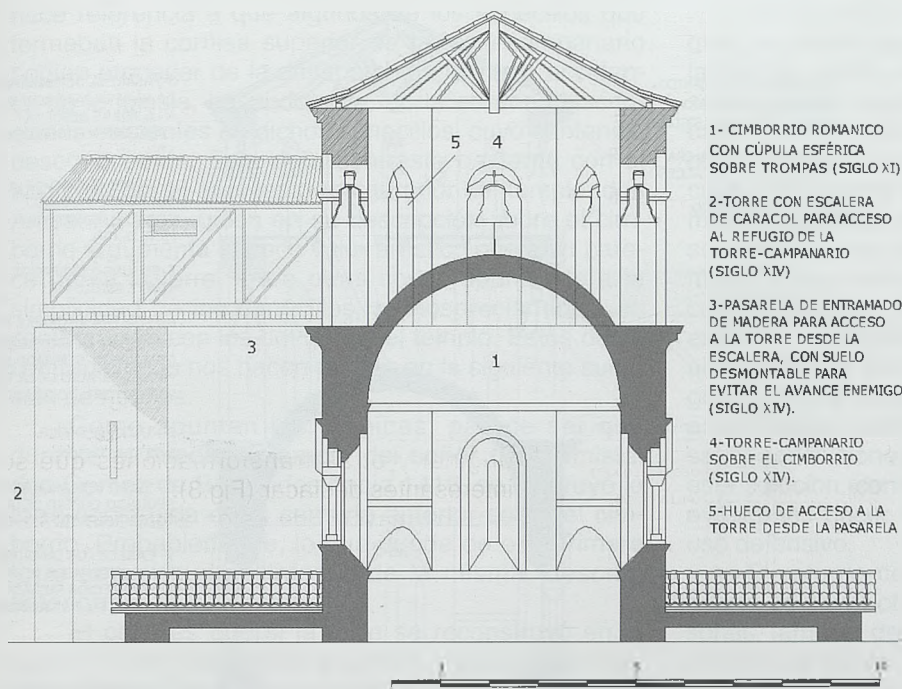 5 4
1- CIMBORRIO ROMANICO
CON CÚPULA ESFÉRICA
SOBRE TROMPAS (SIGLO XI)
2-TORRE CON ESCALERA
DE CARACOL PARA ACCESO
AL REFUGIO DE LA
TORRE-CAMPANARIO
(SIGLO XIV)
3-PASARELA DE ENTRAMADO
DE MADERA PARA ACCESO
A LA TORRE DESDE LA
ESCALERA, CON SUELO
DESMONTABLE PARA
EVITAR EL AVANCE ENEMIGO
(SIGLO XIV).
4-TORRE-CAMPANARIO
SOBRE EL CIMBORRIO
(SIGLO XIV).
5-HUECO DE ACCESO A LA
TORRE DESDE LA PASARELA
3
1
2
1 5 10